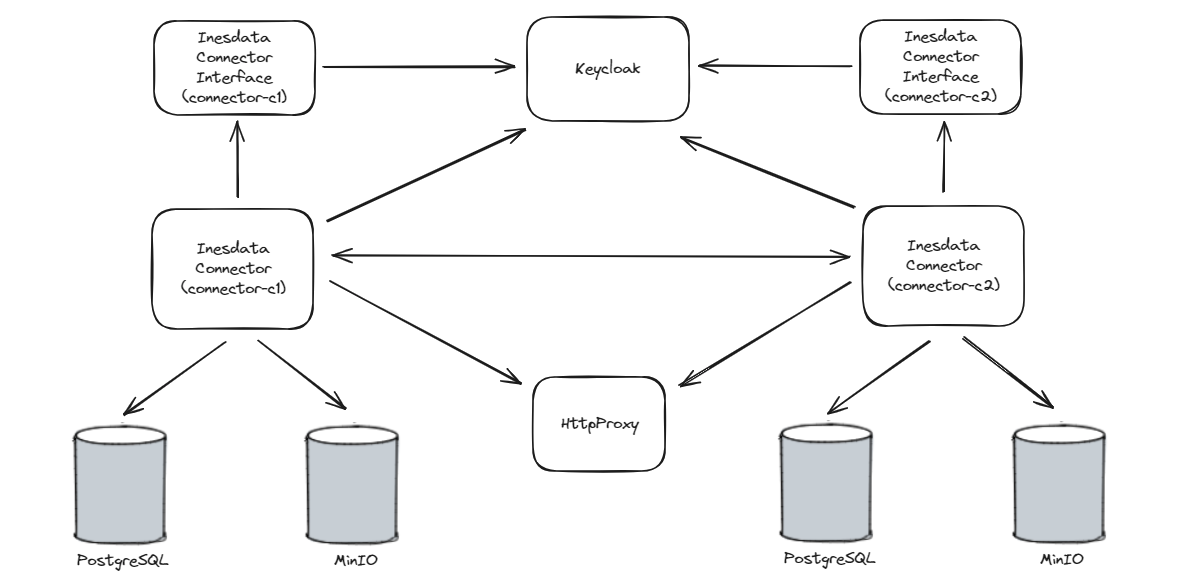 Inesdata
Connector
Interface
(connector-c1)
Keycloak
Inesdata
Connector
Interface
(connector-c2)
Inesdata
Connector
(connector-c1)
Inesdata
Connector
(connector-c2)
HttpProxy
PostgreSQL
MinIO
PostgreSQL
MinIO